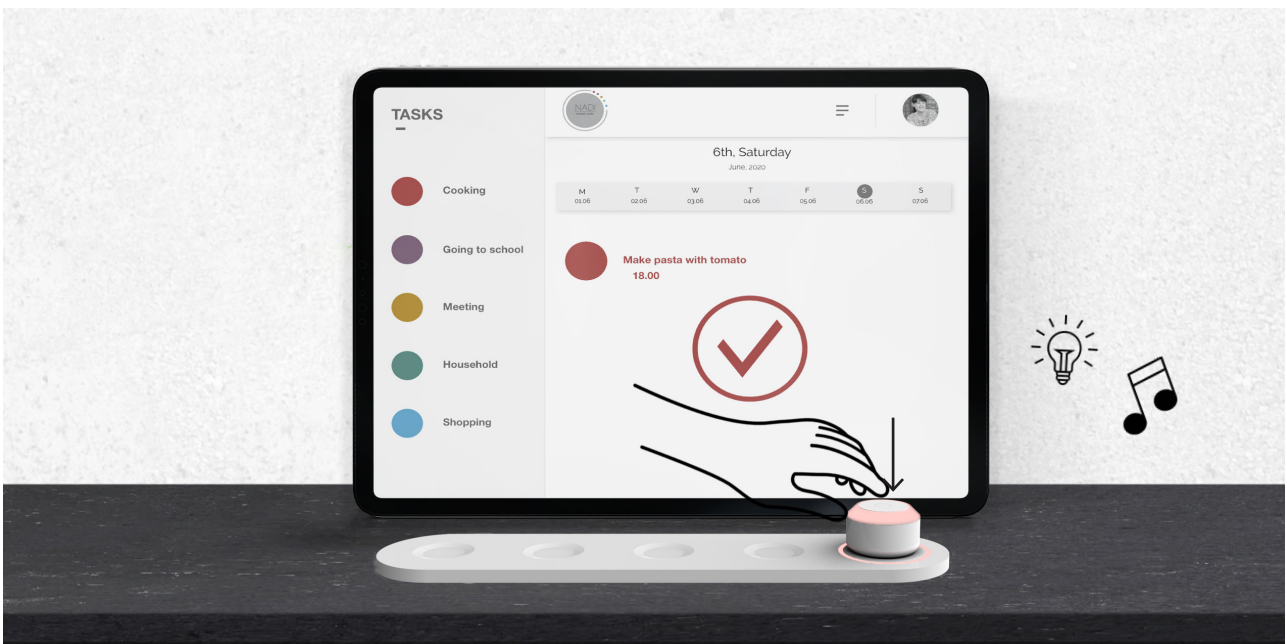 TASKS
Cooking
Going to school
Meeting
Household
Shopping
NADI
6th, Saturday
June, 2020
M T W T F S S
01.06 02.06 03.06 04.06 05.06 06.06 07.06
Make pasta with tomato
18.00